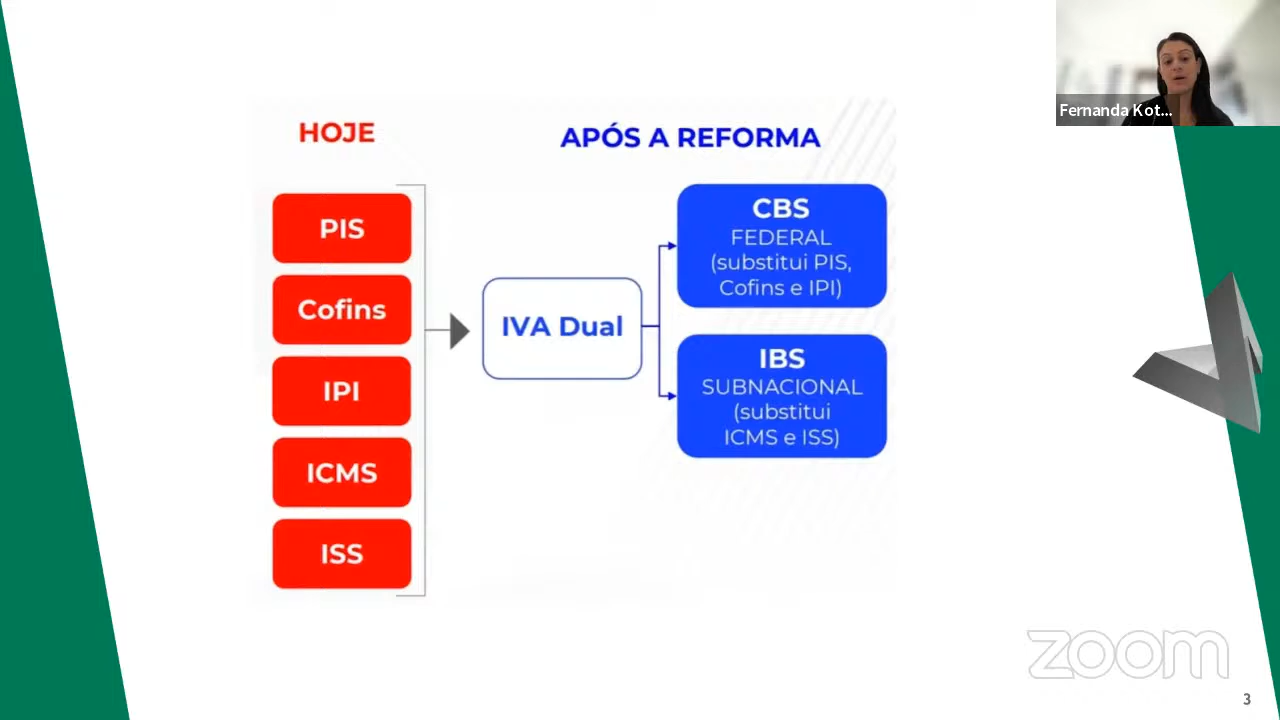 HOJE
APÓS A REFORMA
PIS
Cofins
IPI
ICMS
ISS
IVA Dual
CBS
FEDERAL
(substitui PIS,
Cofins e IPI)
IBS
SUBNACIONAL
(substitui
ICMS e ISS)
Fernanda Kot...
zoom
3